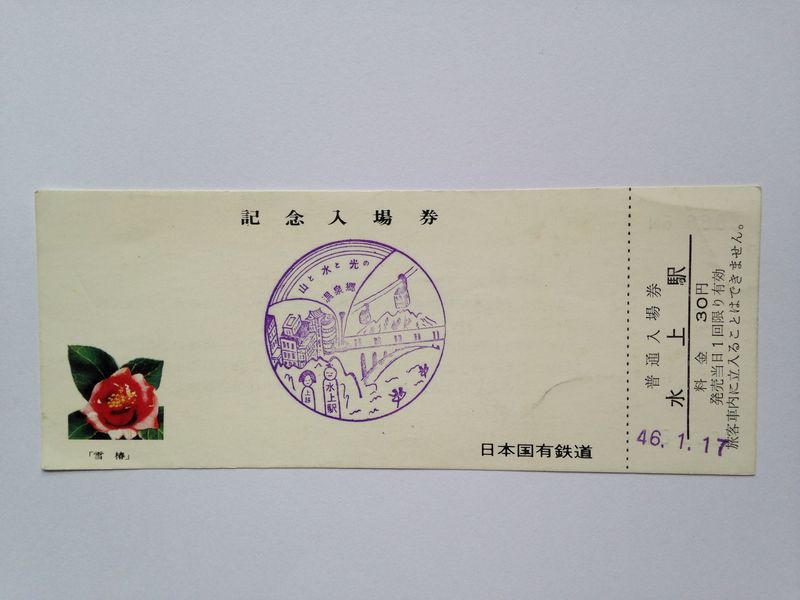 記念入場券
山と水と光の
温泉郷
水上駅
「雪椿」
日本国有鉄道
普通入場券
水上駅
料金 30円
発売当日1回限り有効
旅客車内に立入ることはできません。
46.1.17